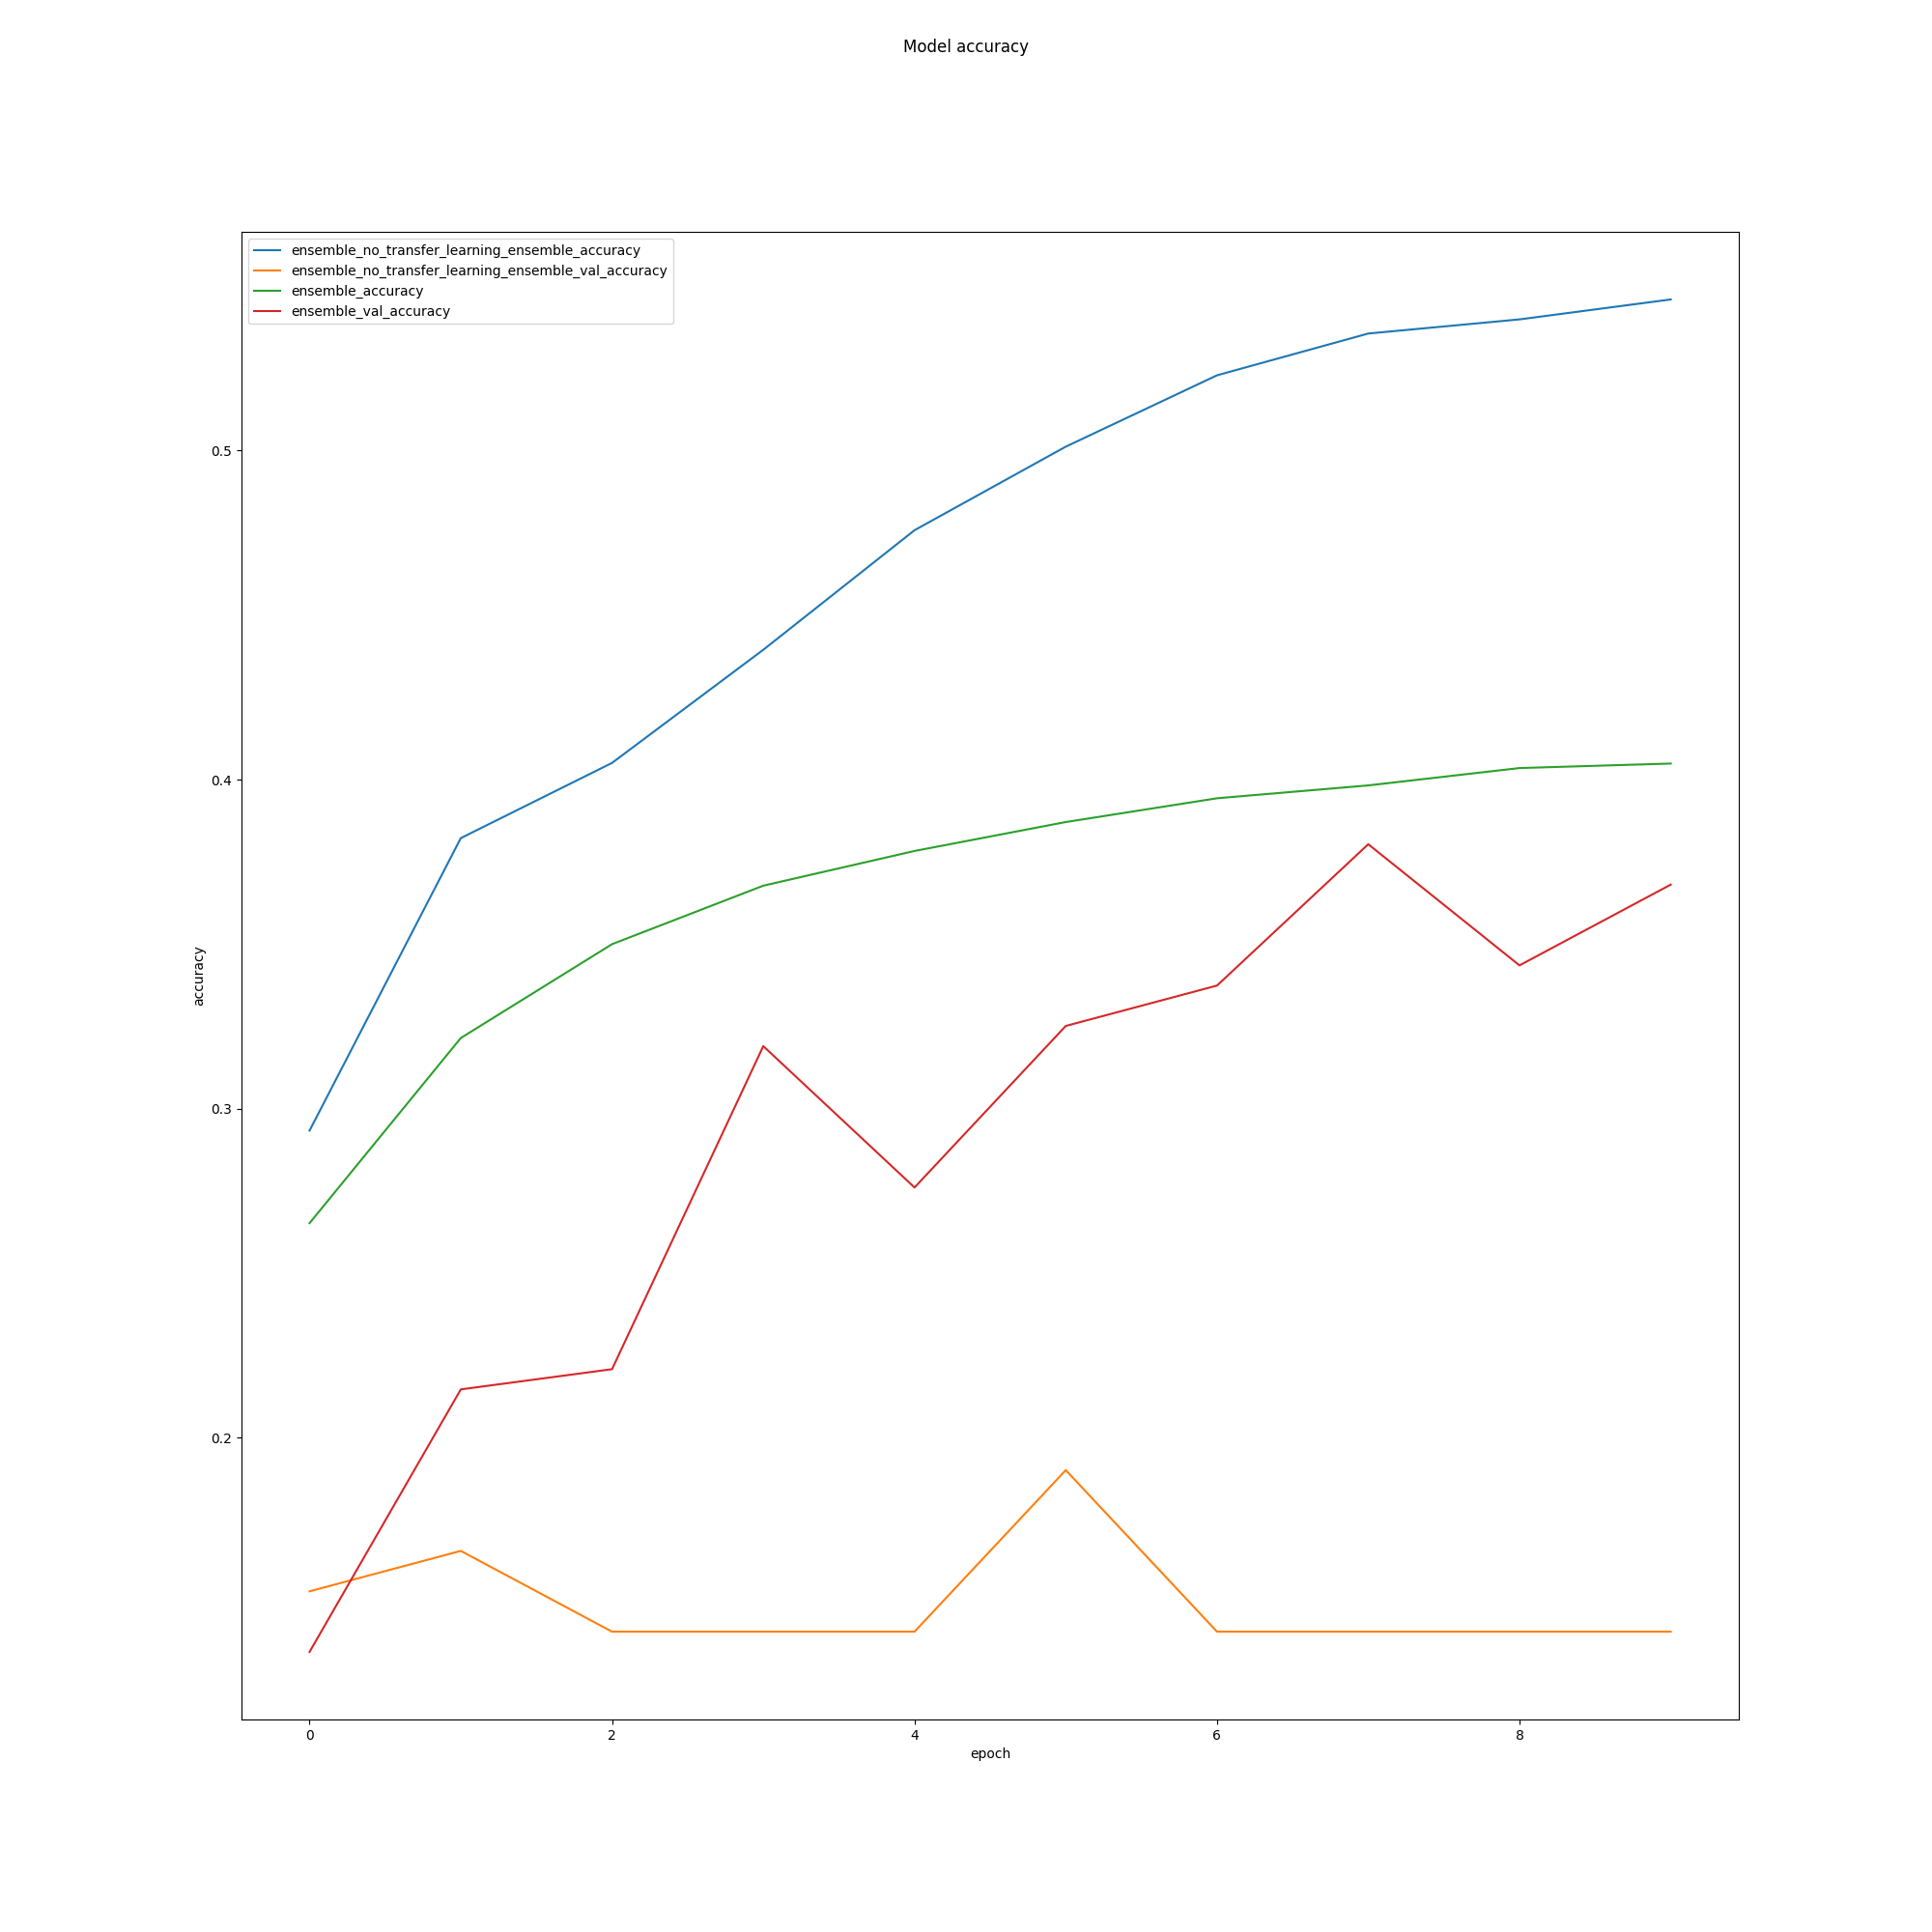 Model accuracy
ensemble_no_transfer_learning_ensemble_accuracy
ensemble_no_transfer_learning_ensemble_val_accuracy
ensemble_accuracy
ensemble_val_accuracy
0.5
0.4
0.3
0.2
accuracy
0 2 4 6 8
epoch